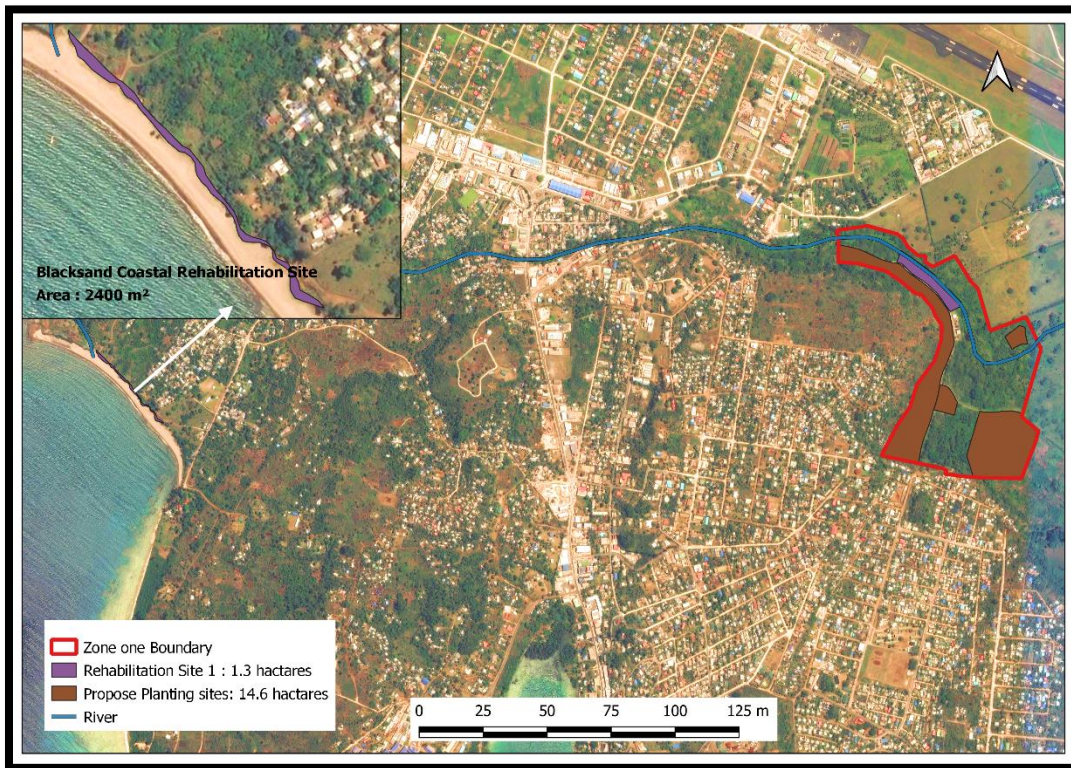 Blacksand Coastal Rehabilitation Site
Area : 2400 m²
Zone one Boundary
Rehabilitation Site 1 : 1.3 hactares
Propose Planting sites: 14.6 hactares
River
0 25 50 75 100 125 m